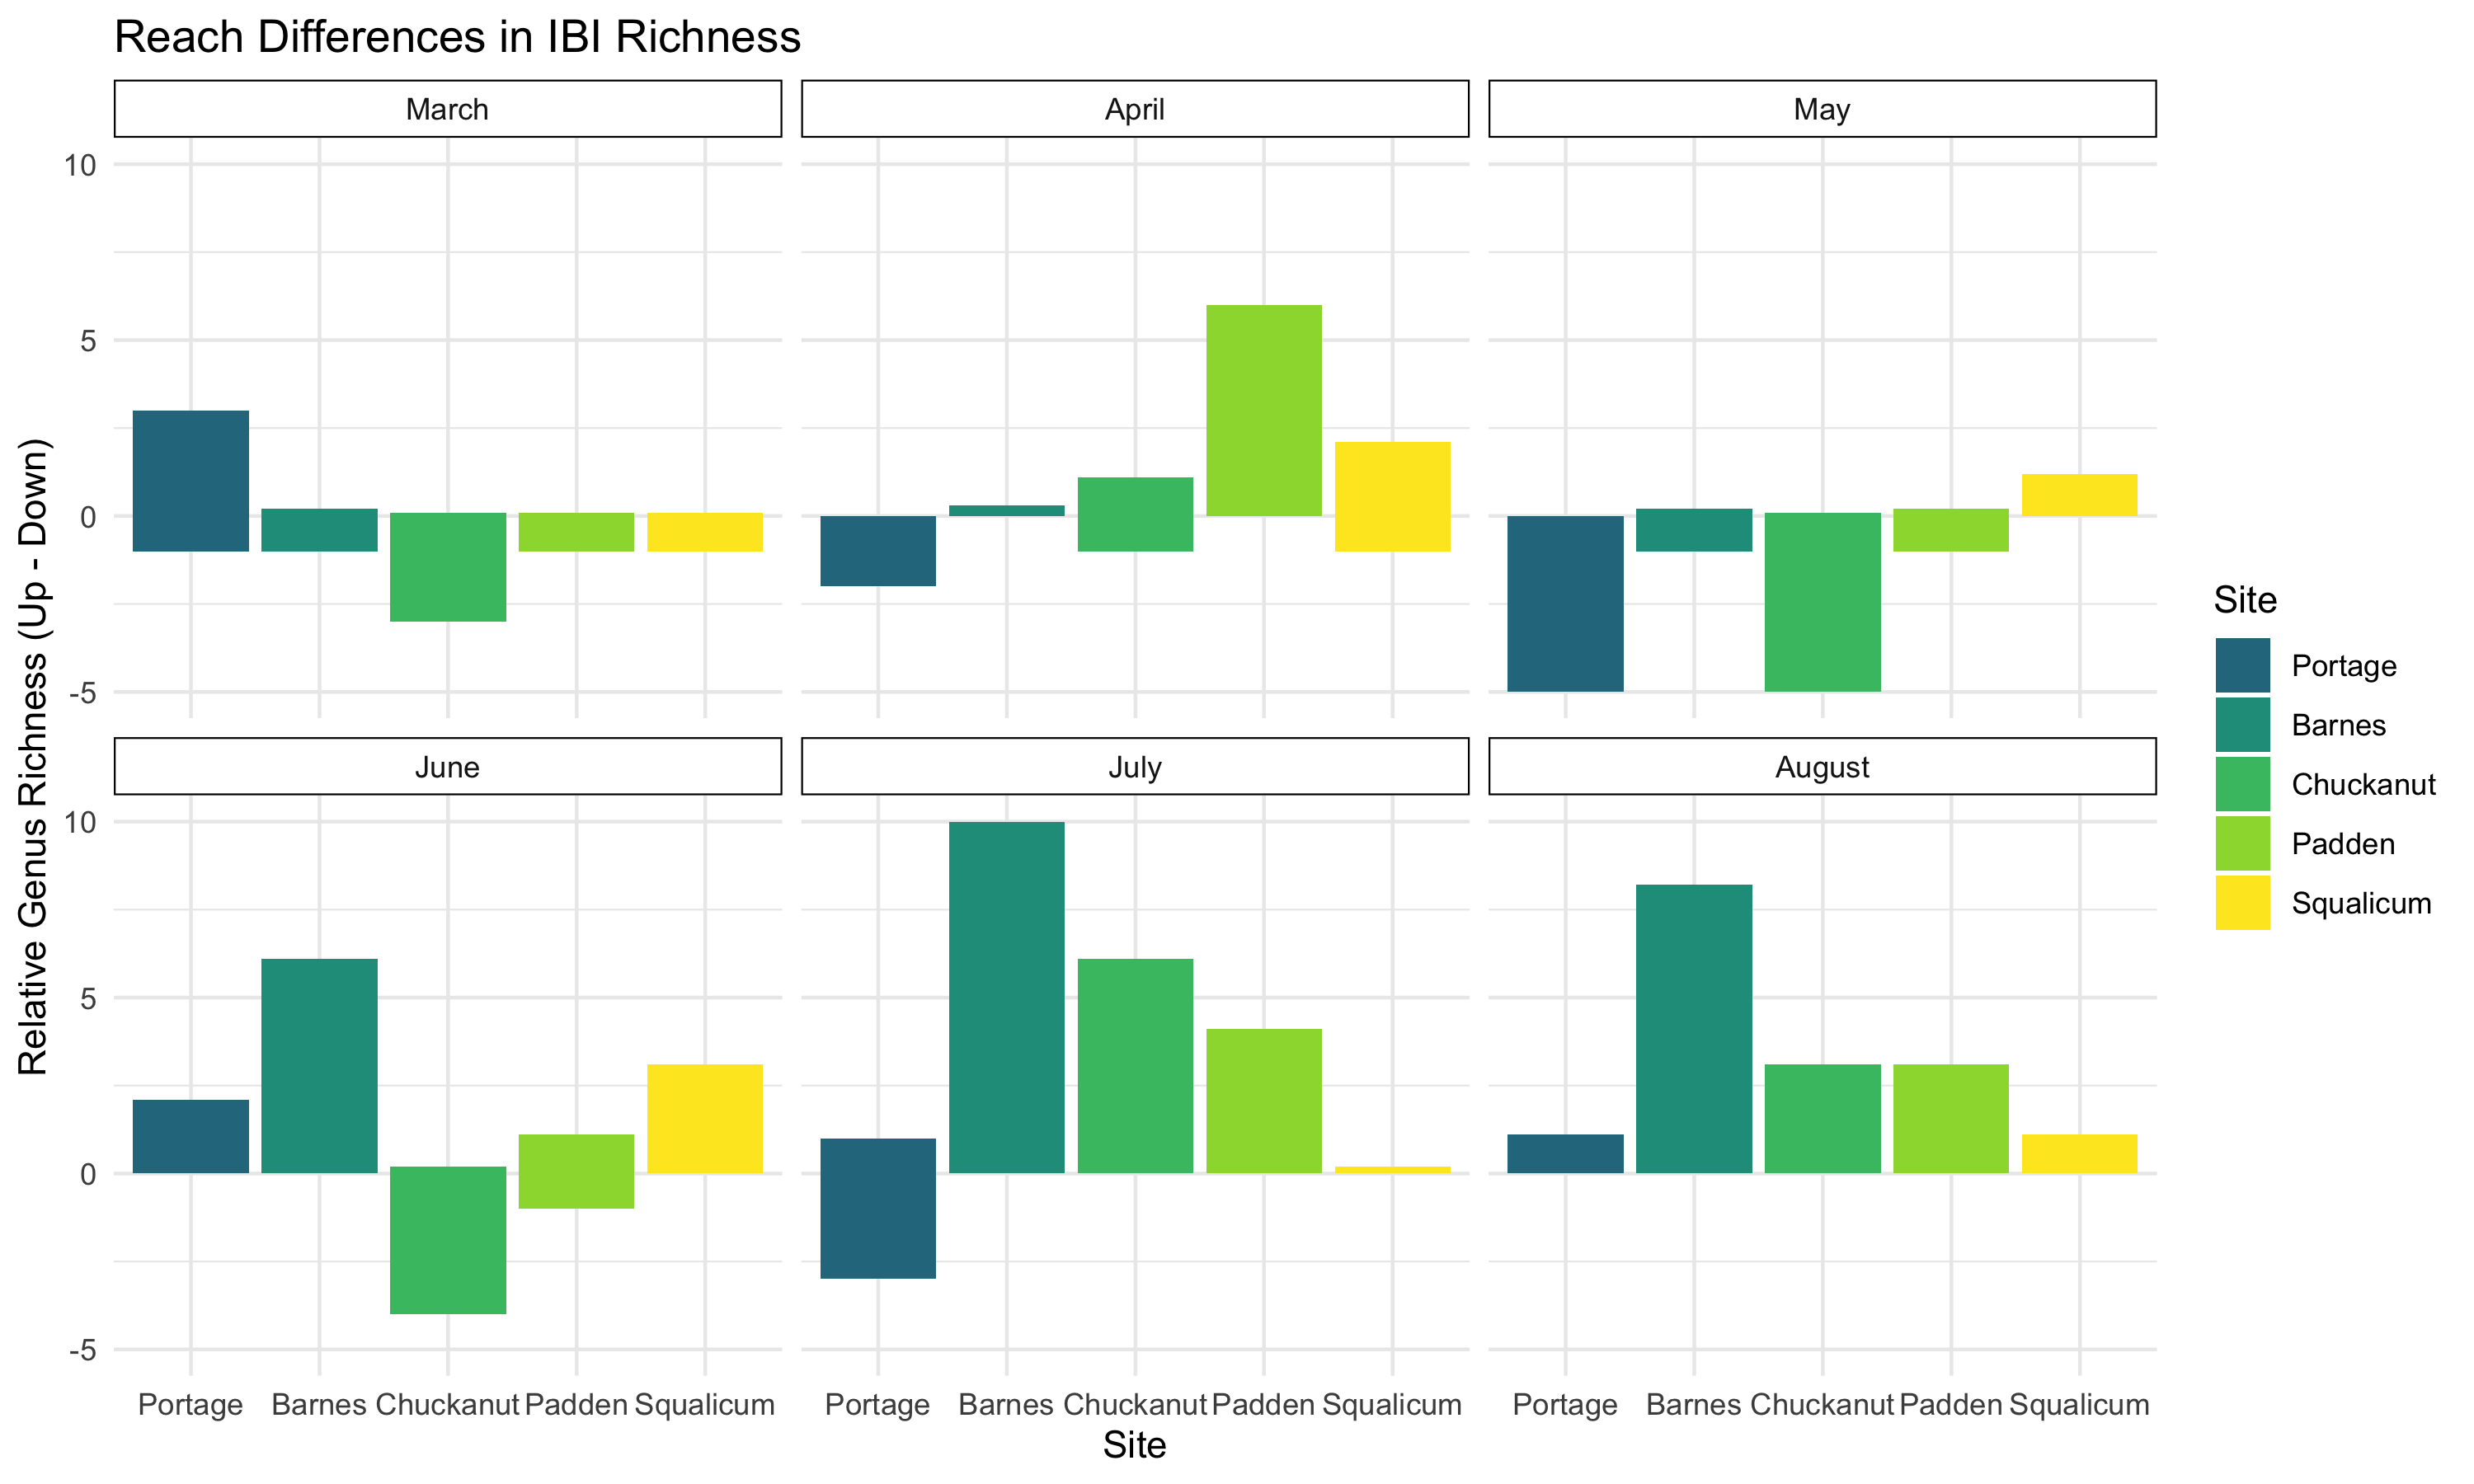 Reach Differences in IBI Richness
March
April
May
10
5
0
-5
June
July
August
10
5
0
-5
Portage Barnes Chuckanut Padden Squalicum
Portage Barnes Chuckanut Padden Squalicum
Portage Barnes Chuckanut Padden Squalicum
Site
Relative Genus Richness (Up - Down)
Site
Portage
Barnes
Chuckanut
Padden
Squalicum